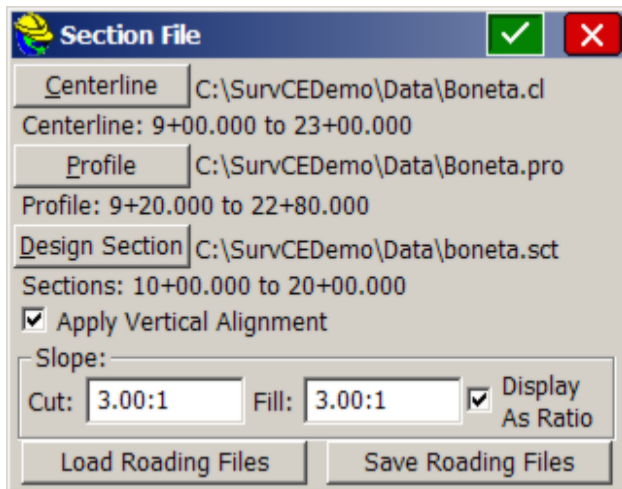 Section File
Centerline C:\SurvCEDemo\Data\Boneta.cl
Centerline: 9+00.000 to 23+00.000
Profile C:\SurvCEDemo\Data\Boneta.pro
Profile: 9+20.000 to 22+80.000
Design Section C:\SurvCEDemo\Data\boneta.sct
Sections: 10+00.000 to 20+00.000
Apply Vertical Alignment
Slope:
Cut: 3.00:1 Fill: 3.00:1 Display
As Ratio
Load Roading Files Save Roading Files